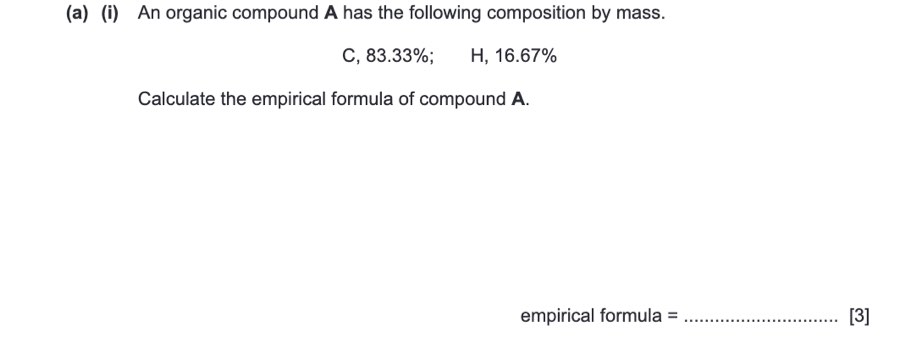 (a) (i) An organic compound A has the following composition by mass.
C, 83.33%; H, 16.67%
Calculate the empirical formula of compound A.
empirical formula = .............................. [3]